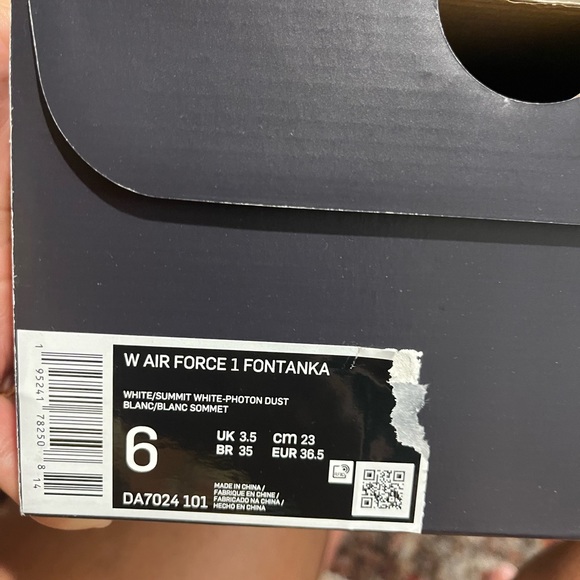 W AIR FORCE 1 FONTANKA
WHITE/SUMMIT WHITE-PHOTON DUST
BLANC/BLANC SOMMET
6
UK 3.5 cm 23
BR 35 EUR 36.5
DA7024 101
MADE IN CHINA/
FABRIQUE EN CHINE/
FABRICADO NA CHINA/
HECHO EN CHINA
1 95241 78250 8 14